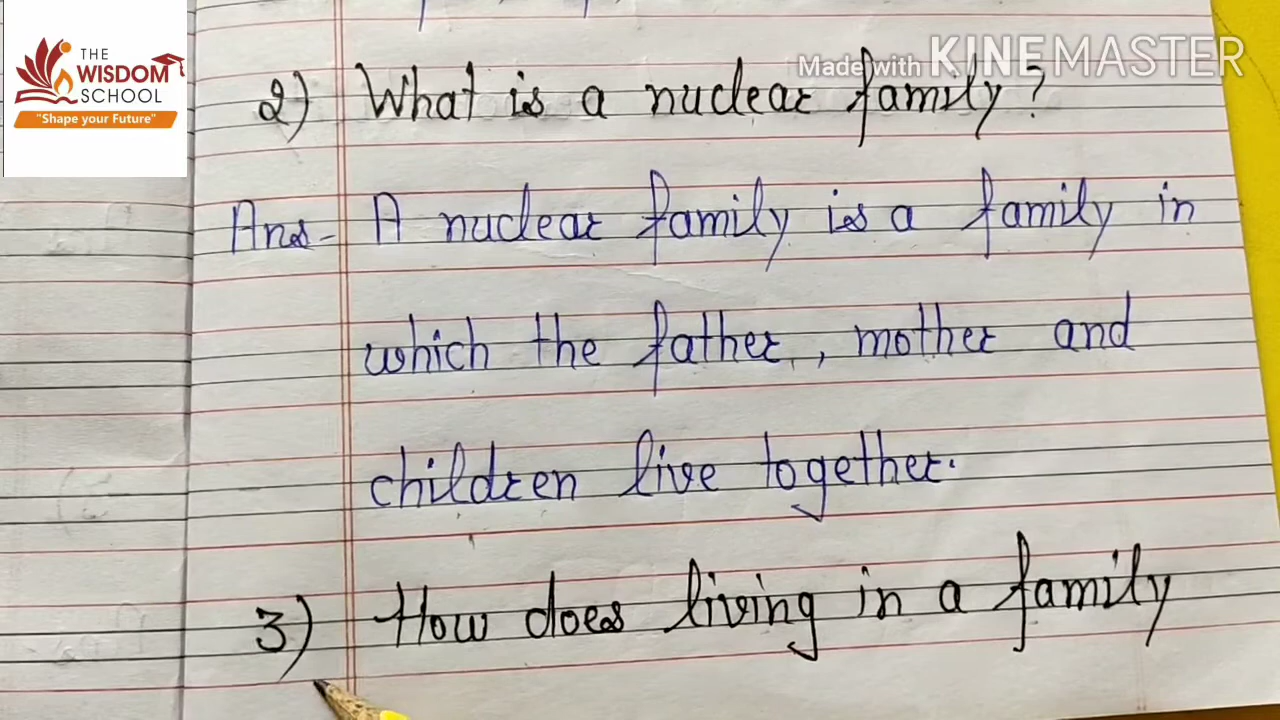 THE
WISDOM
SCHOOL
"Shape your Future"
Made with KINEMASTER
2) What is a nuclear family?
Ans- A nuclear family is a family in
which the father, mother and
children live together.
3) How does living in a family